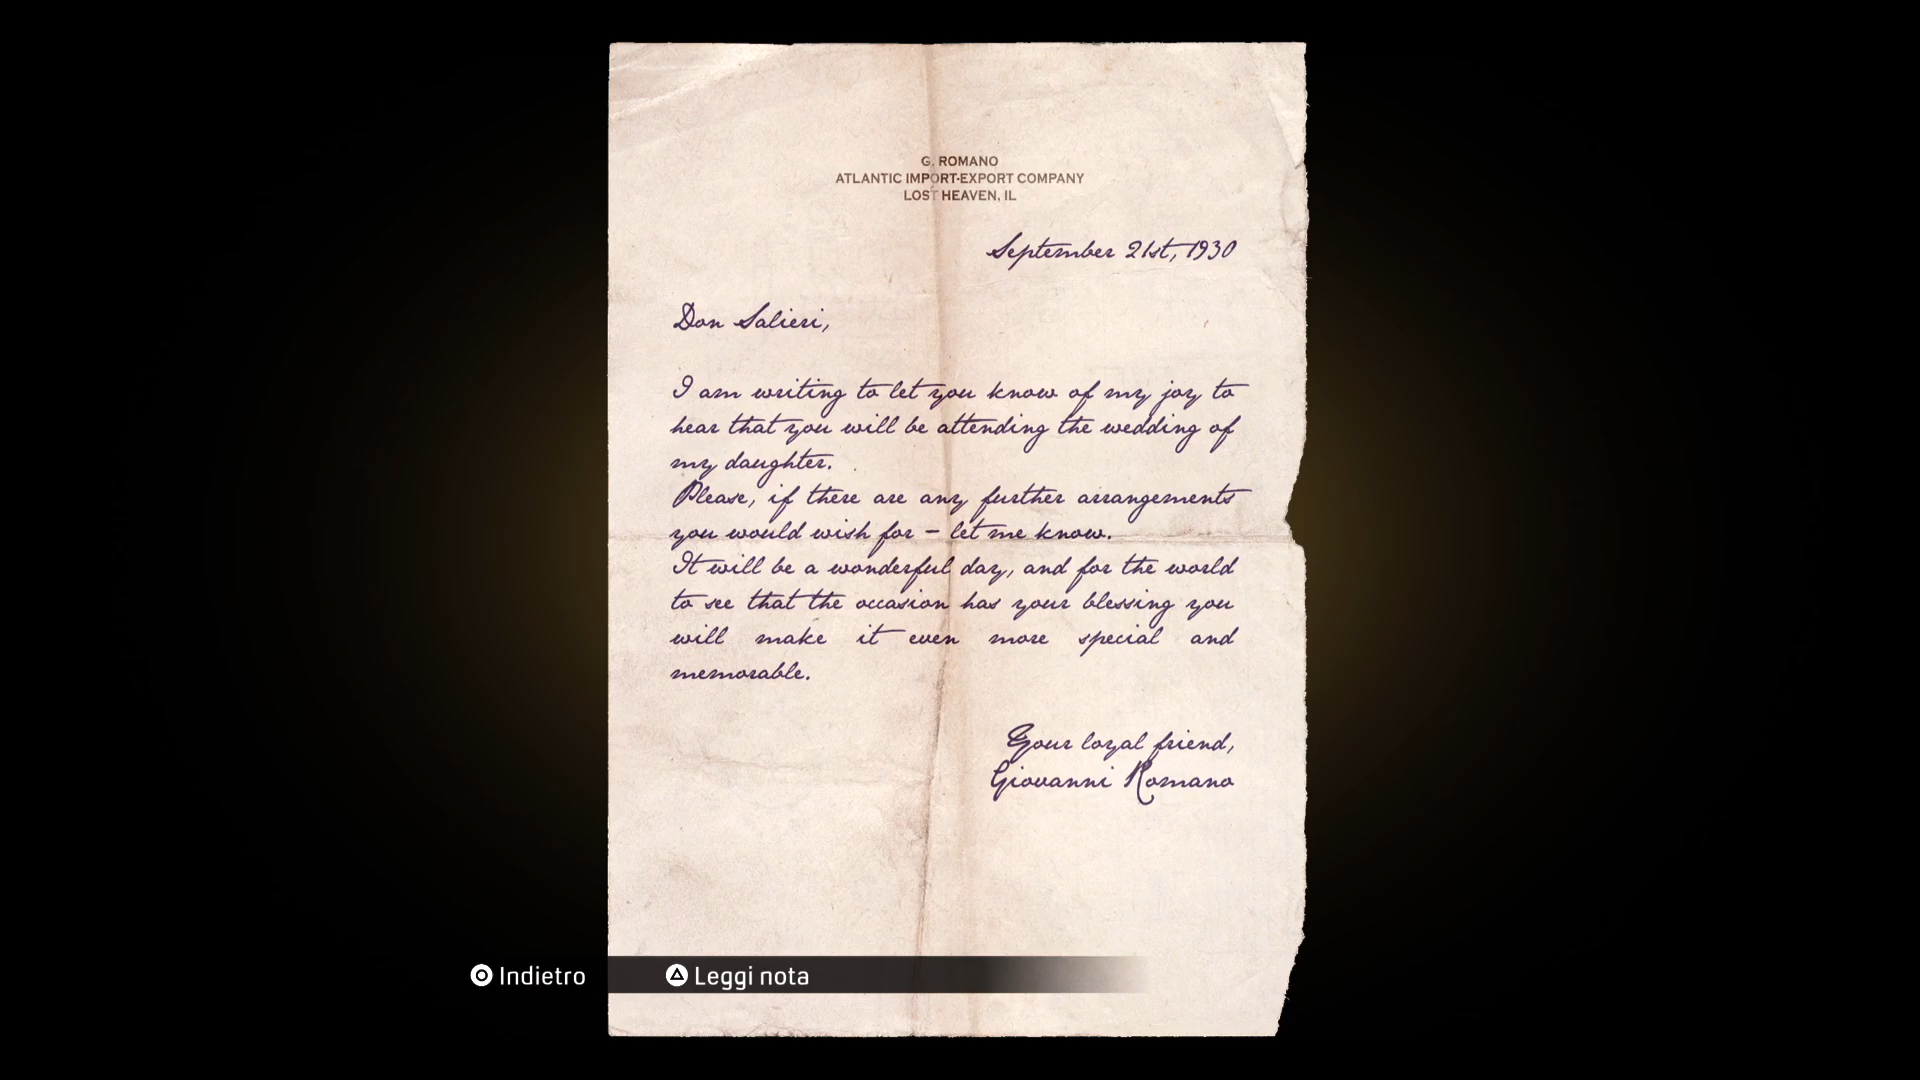 G. ROMANO
ATLANTIC IMPORT-EXPORT COMPANY
LOST HEAVEN, IL
September 21st, 1930
Don Salieri,
I am writing to let you know of my joy to
hear that you will be attending the wedding of
my daughter.
Please, if there are any further arrangements
you would wish for – let me know.
It will be a wonderful day, and for the world
to see that the occasion has your blessing you
will make it even more special and
memorable.
Your loyal friend,
Giovanni Romano
Indietro
Leggi nota